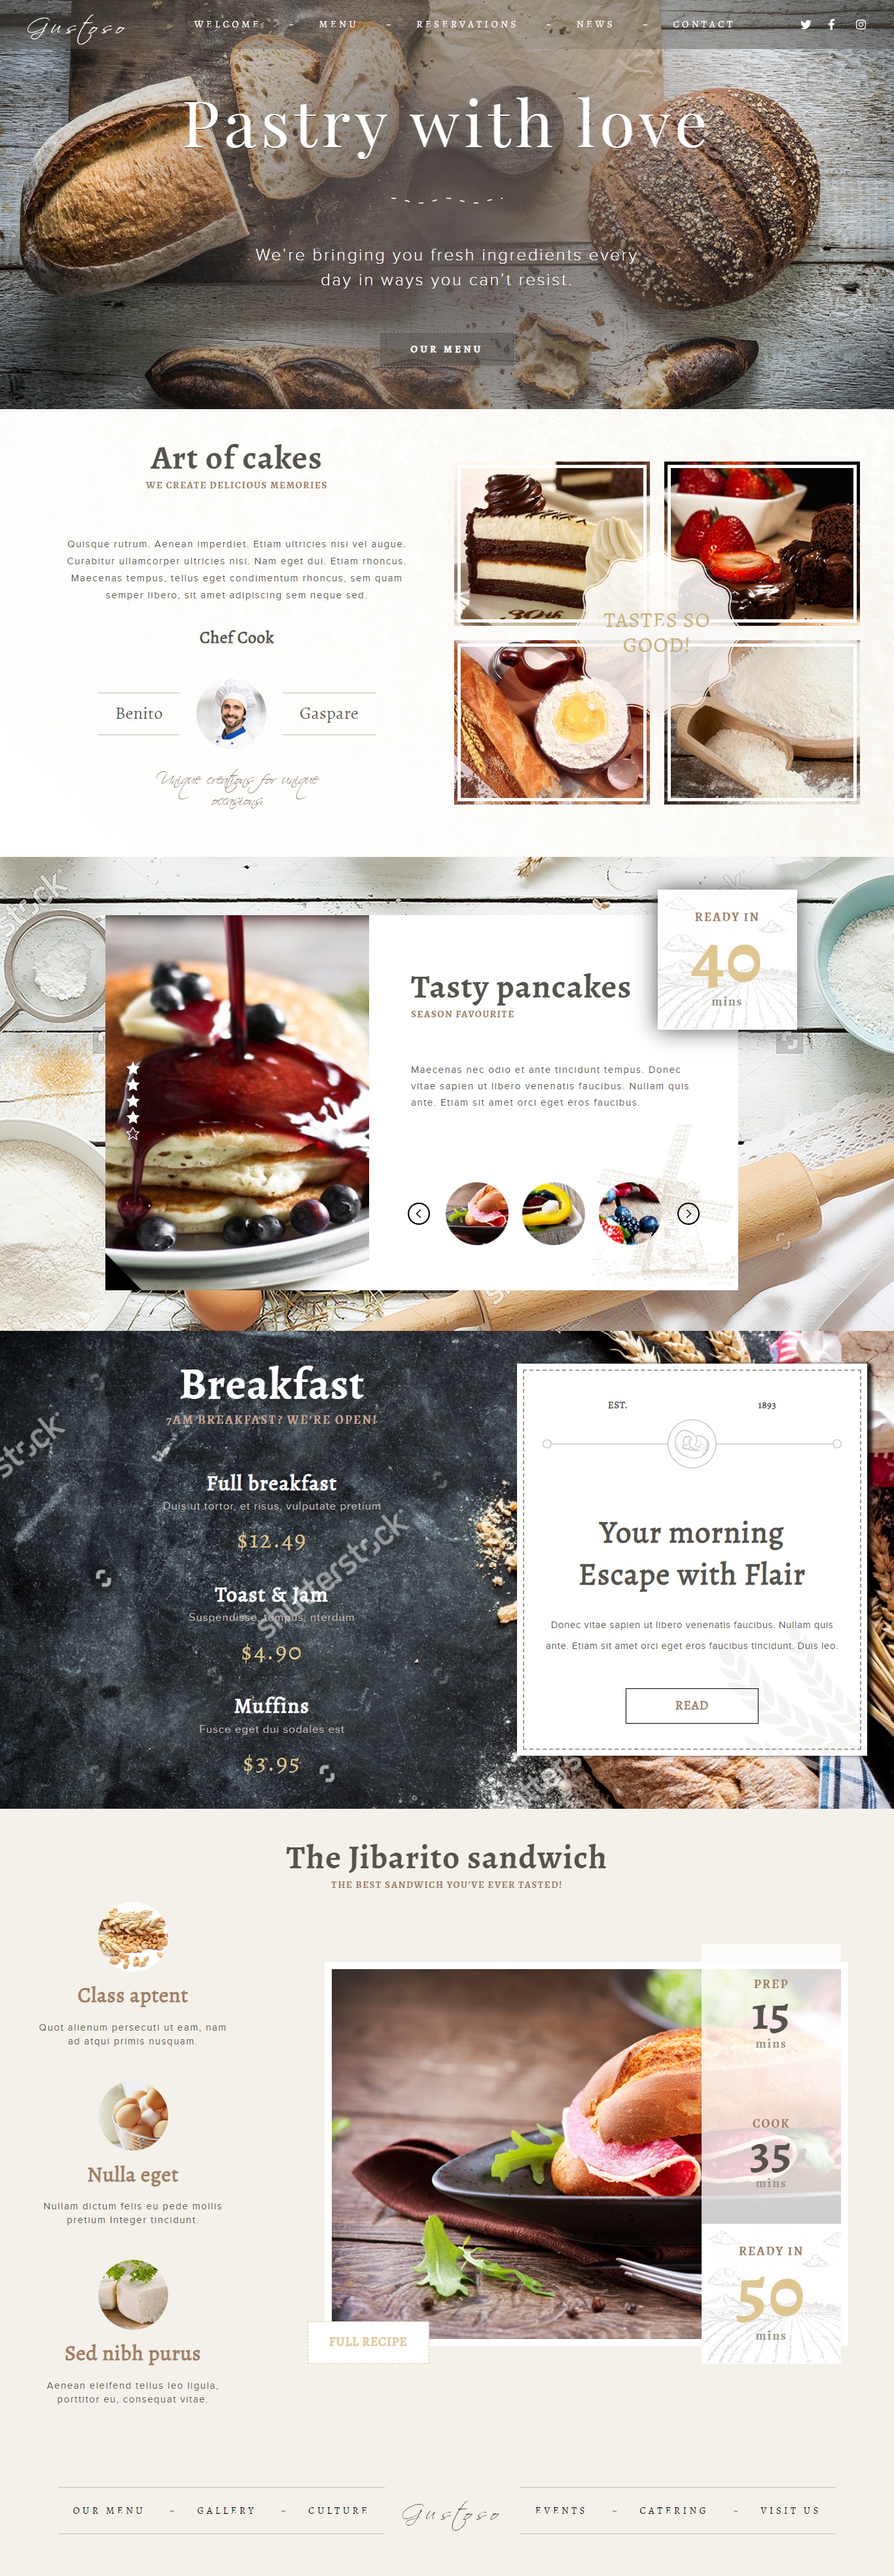 Gustoso
WELCOME – MENU – RESERVATIONS – NEWS – CONTACT
Pastry with love
We're bringing you fresh ingredients every
day in ways you can't resist.
OUR MENU
Art of cakes
WE CREATE DELICIOUS MEMORIES
Quisque rutrum. Aenean imperdiet. Etiam ultricies nisi vel augue.
Curabitur ullamcorper ultricies nisi. Nam eget dui. Etiam rhoncus.
Maecenas tempus, tellus eget condimentum rhoncus, sem quam
semper libero, sit amet adipiscing sem neque sed.
Chef Cook
Benito
Gaspare
Unique creations for unique
occasions
30th
TASTES SO
GOOD!
READY IN
40
mins
Tasty pancakes
SEASON FAVOURITE
Maecenas nec odio et ante tincidunt tempus. Donec
vitae sapien ut libero venenatis faucibus. Nullam quis
ante. Etiam sit amet orci eget eros faucibus.
Breakfast
7AM BREAKFAST? WE'RE OPEN!
Full breakfast
Duis ut tortor, et risus, vulputate pretium
$12.49
Toast & Jam
Suspendisse, tempus, nterdum
$4.90
Muffins
Fusce eget dui sodales est
$3.95
shutterstock
EST.
1893
Your morning
Escape with Flair
Donec vitae sapien ut libero venenatis faucibus. Nullam quis
ante. Etiam sit amet orci eget eros faucibus tincidunt. Duis leo.
READ
The Jibarito sandwich
THE BEST SANDWICH YOU'VE EVER TASTED!
Class aptent
Quot alienum persecuti ut eam, nam
ad atqui primis nusquam.
Nulla eget
Nullam dictum felis eu pede mollis
pretium Integer tincidunt.
Sed nibh purus
Aenean eleifend tellus leo ligula,
porttitor eu, consequat vitae.
PREP
15
mins
COOK
35
mins
READY IN
50
mins
FULL RECIPE
OUR MENU – GALLERY – CULTURE
Gustoso
EVENTS – CATERING – VISIT US